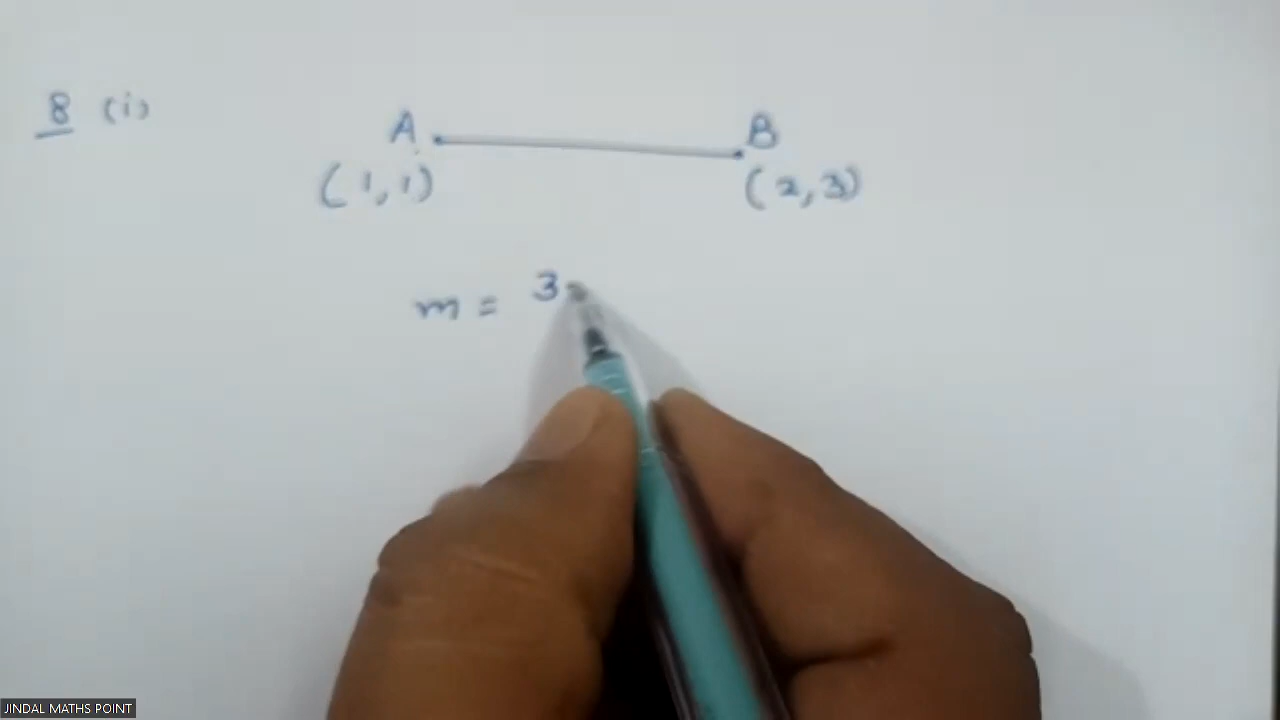 8 (i)
A B
(1,1) (2,3)
m = 3
JINDAL MATHS POINT